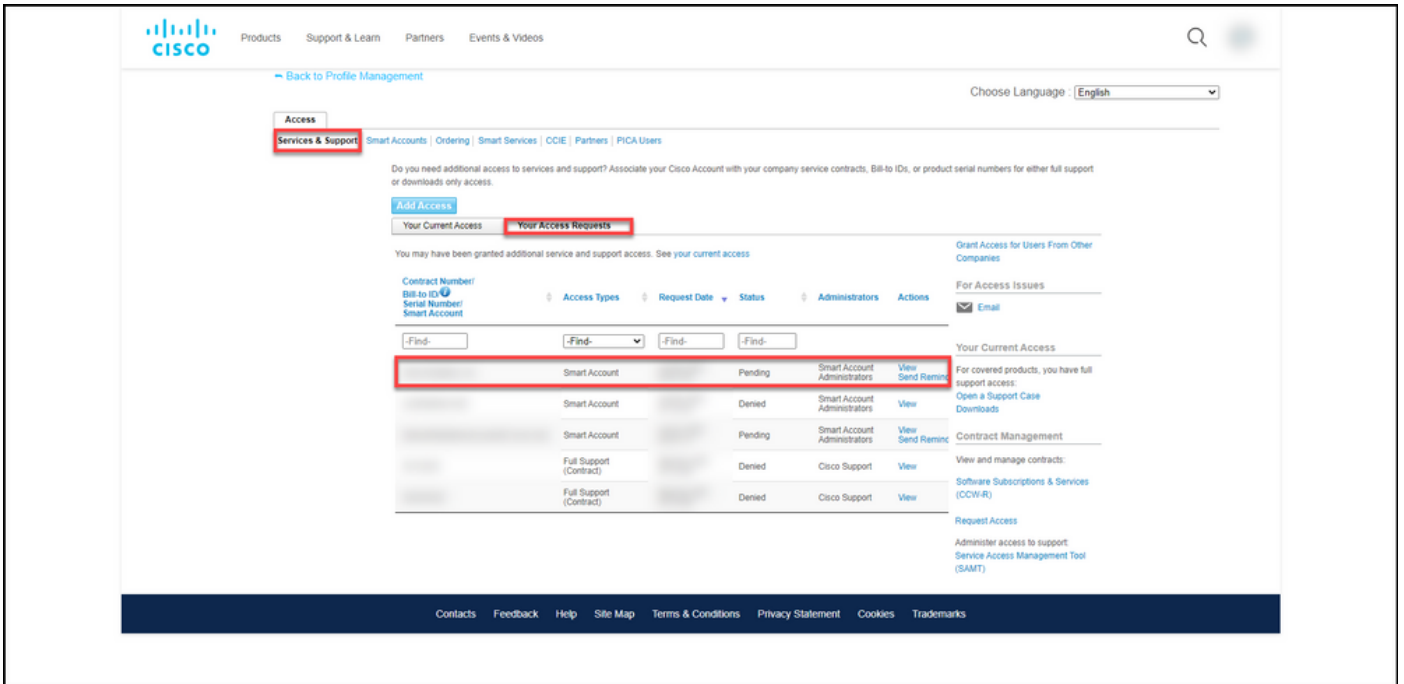 CISCO
Products Support & Learn Partners Events & Videos
Back to Profile Management
Choose Language : English
Access
Services & Support Smart Accounts | Ordering | Smart Services | CCIE | Partners | PICA Users
Do you need additional access to services and support? Associate your Cisco Account with your company service contracts, Bill-to IDs, or product serial numbers for either full support
or downloads only access.
Add Access
Your Current Access Your Access Requests
You may have been granted additional service and support access. See your current access
Contract Number/
Bill-to ID/
Serial Number/
Smart Account
Access Types Request Date Status Administrators Actions
-Find- -Find- -Find- -Find-
Smart Account Pending Smart Account
Administrators View
Send Remind
Smart Account Denied Smart Account
Administrators View
Smart Account Pending Smart Account
Administrators View
Send Remind
Full Support
(Contract) Denied Cisco Support View
Full Support
(Contract) Denied Cisco Support View
Grant Access for Users From Other
Companies
For Access Issues
Email
Your Current Access
For covered products, you have full
support access:
Open a Support Case
Downloads
Contract Management
View and manage contracts:
Software Subscriptions & Services
(CCW-R)
Request Access
Administer access to support:
Service Access Management Tool
(SAMT)
Contacts Feedback Help Site Map Terms & Conditions Privacy Statement Cookies Trademarks